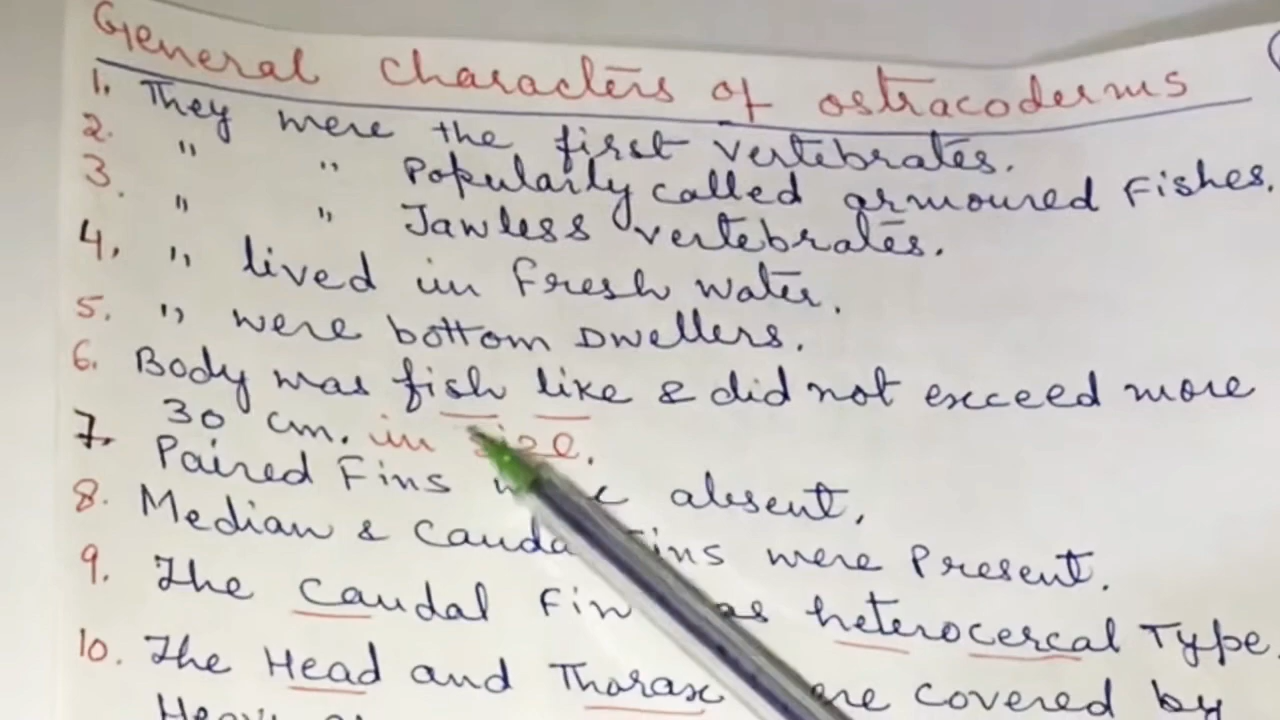 General characters of ostracoderms
1. They were the first vertebrates.
2. " " Popularly called armoured Fishes.
3. " " Jawless vertebrates.
4. " lived in Fresh water.
5. " were bottom Dwellers.
6. Body was fish like & did not exceed more
30 cm. in size.
7. Paired Fins absent.
8. Median & Caudal Fins were Present.
9. The Caudal Fin heterocercal Type.
10. The Head and Thorax covered by